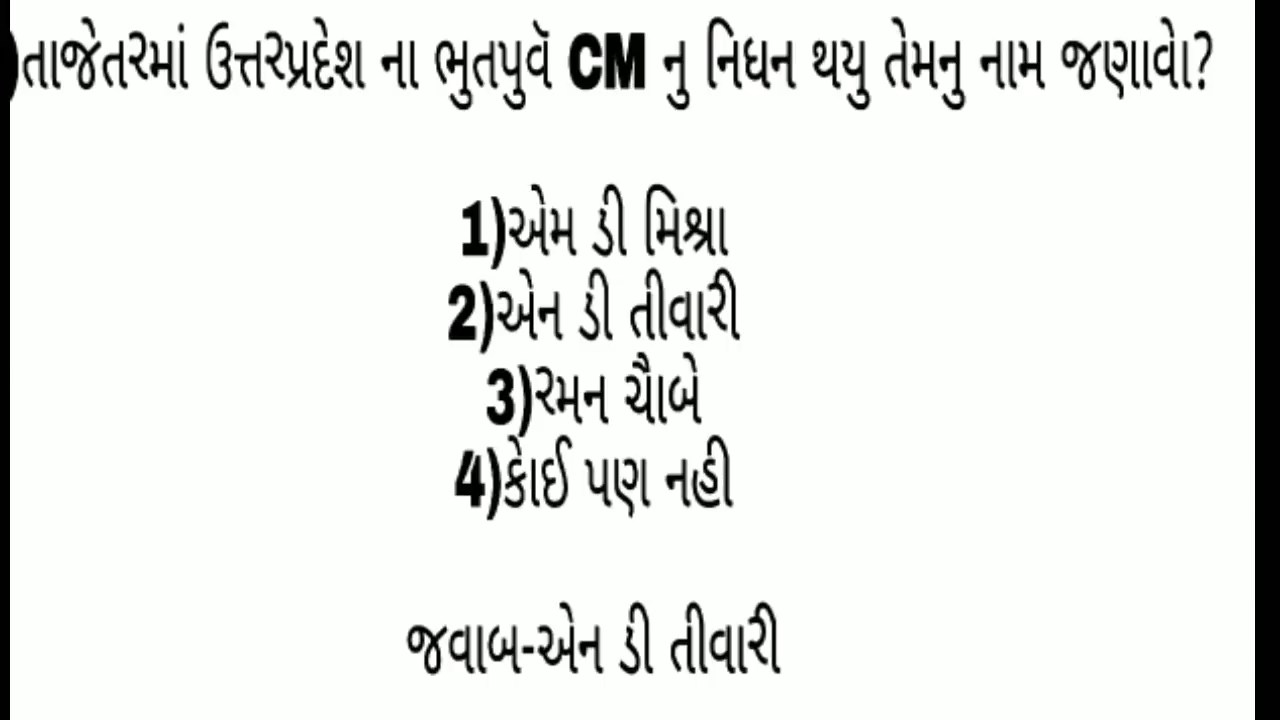 )તાજેતરમાં ઉત્તરપ્રદેશ ના ભુતપુર્વ CM નુ નિધન થયુ તેમનુ નામ જણાવો?
1)એમ ડી મિશ્રા
2)એન ડી તીવારી
3)રમન ચૌબે
4)કોઈ પણ નહી
જવાબ-એન ડી તીવારી